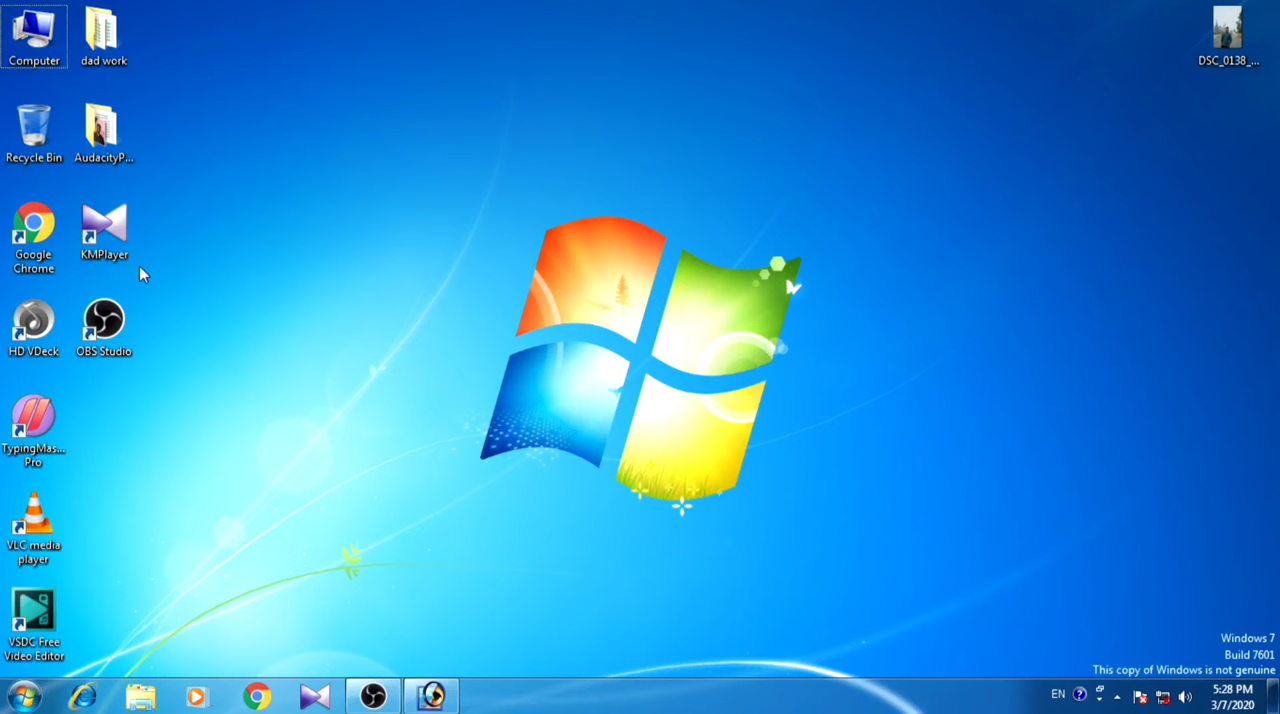 Computer
dad work
DSC_0138_...
Recycle Bin
AudacityP...
Google
Chrome
KMPlayer
HD VDeck
OBS Studio
TypingMas...
Pro
VLC media
player
VSDC Free
Video Editor
Windows 7
Build 7601
This copy of Windows is not genuine
EN
5:28 PM
3/7/2020